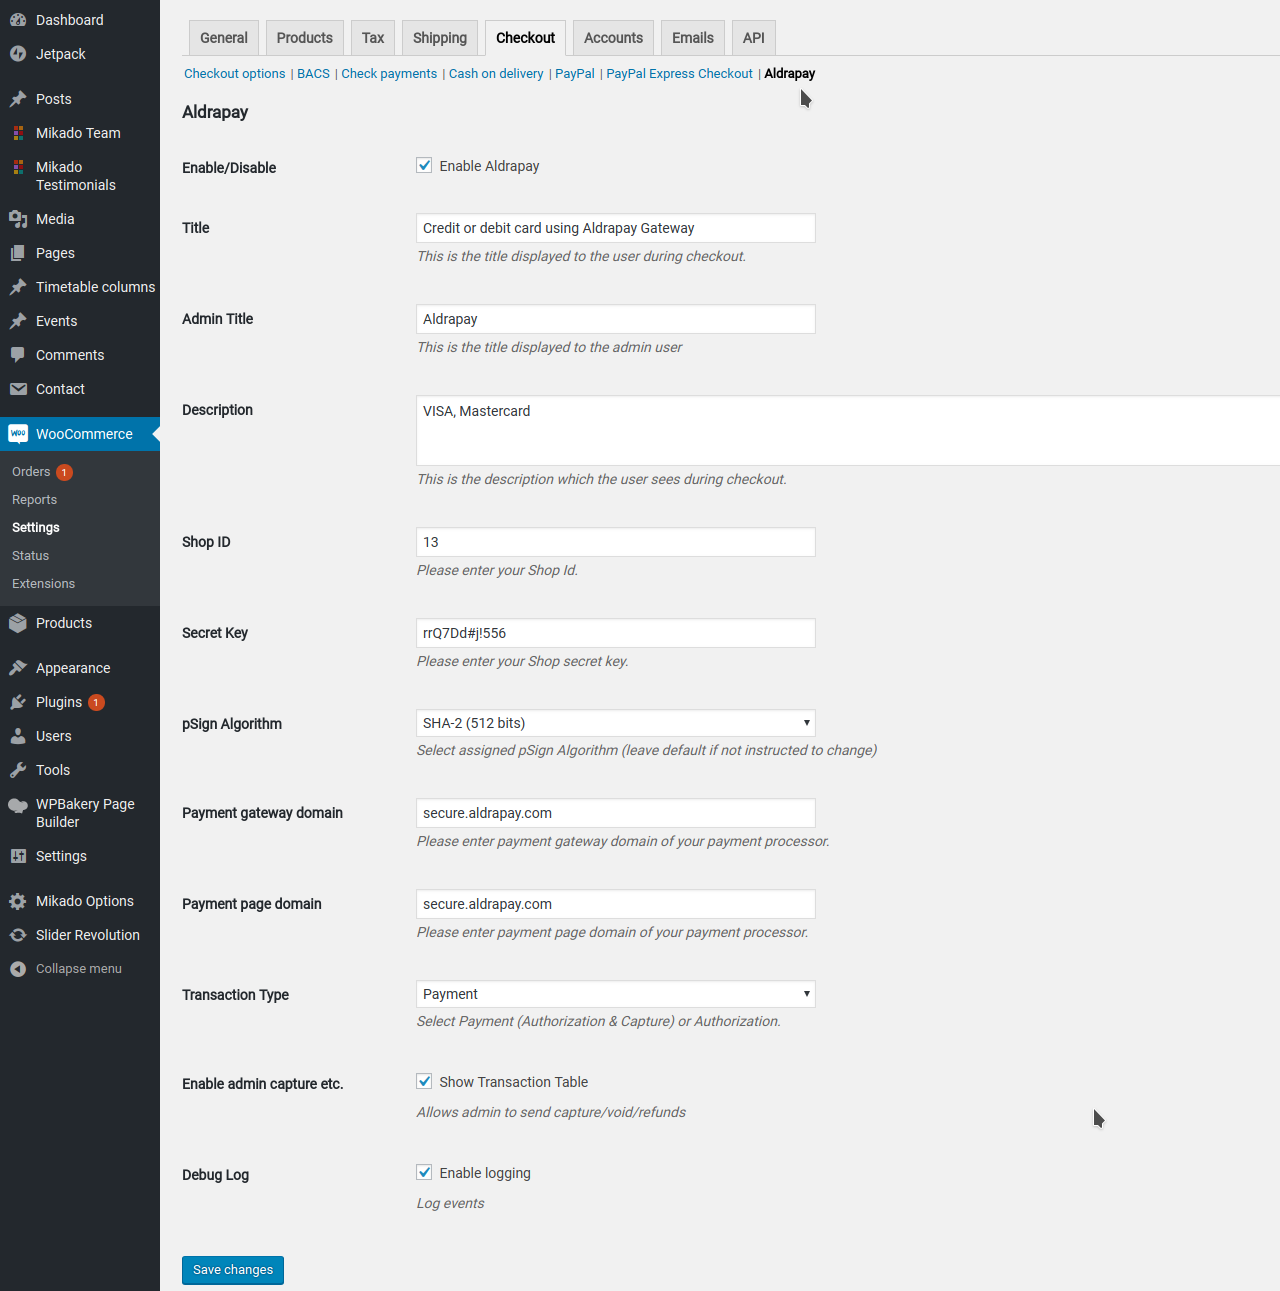 Dashboard
Jetpack
Posts
Mikado Team
Mikado
Testimonials
Media
Pages
Timetable columns
Events
Comments
Contact
Woo WooCommerce
Orders 1
Reports
Settings
Status
Extensions
Products
Appearance
Plugins 1
Users
Tools
WPBakery Page
Builder
Settings
Mikado Options
Slider Revolution
Collapse menu
General Products Tax Shipping Checkout Accounts Emails API
Checkout options | BACS | Check payments | Cash on delivery | PayPal | PayPal Express Checkout | Aldrapay
Aldrapay
Enable/Disable Enable Aldrapay
Title Credit or debit card using Aldrapay Gateway
This is the title displayed to the user during checkout.
Admin Title Aldrapay
This is the title displayed to the admin user
Description VISA, Mastercard
This is the description which the user sees during checkout.
Shop ID 13
Please enter your Shop Id.
Secret Key rrQ7Dd#j!556
Please enter your Shop secret key.
pSign Algorithm SHA-2 (512 bits)
Select assigned pSign Algorithm (leave default if not instructed to change)
Payment gateway domain secure.aldrapay.com
Please enter payment gateway domain of your payment processor.
Payment page domain secure.aldrapay.com
Please enter payment page domain of your payment processor.
Transaction Type Payment
Select Payment (Authorization & Capture) or Authorization.
Enable admin capture etc. Show Transaction Table
Allows admin to send capture/void/refunds
Debug Log Enable logging
Log events
Save changes